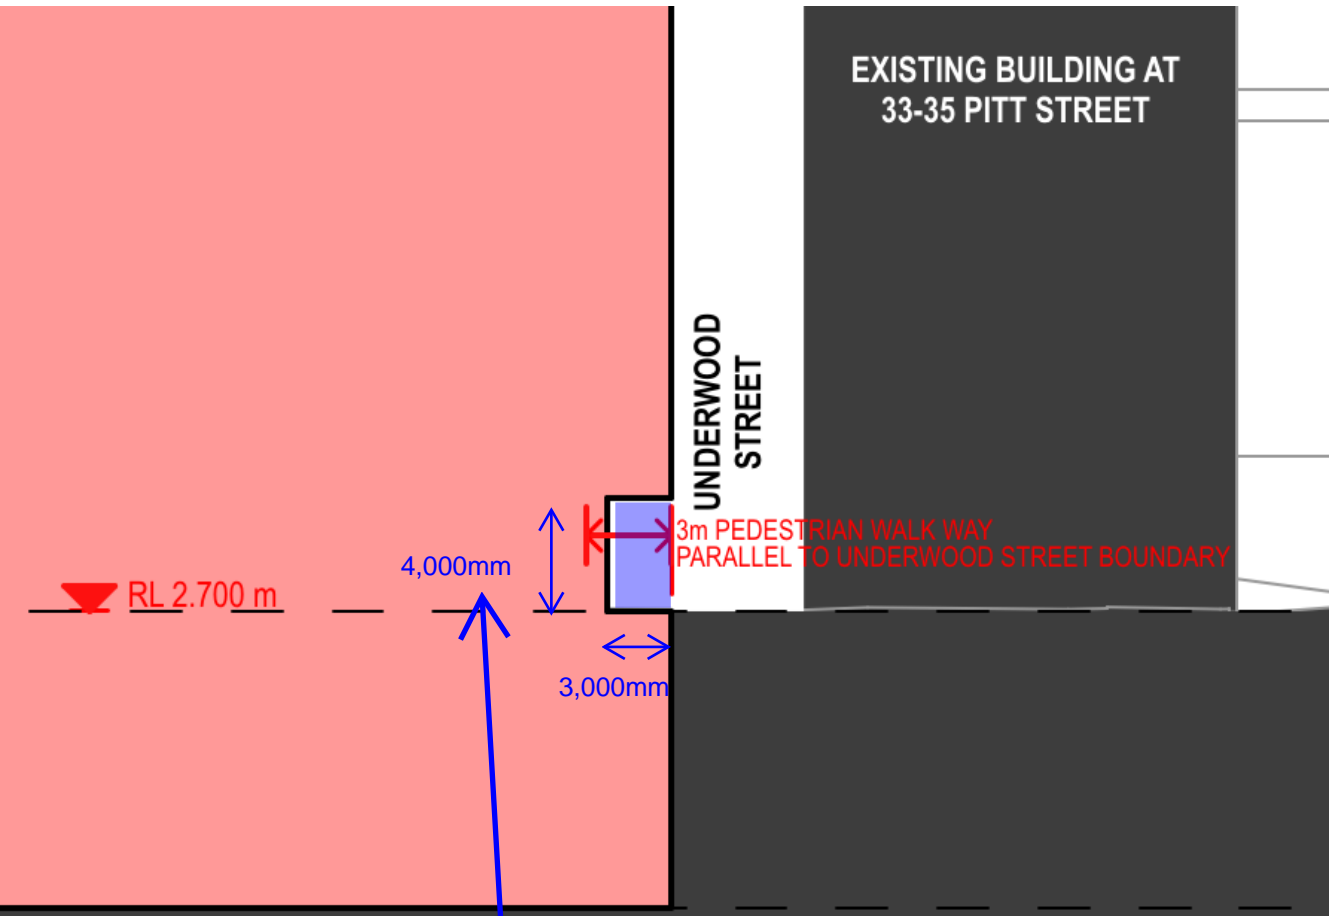 EXISTING BUILDING AT
33-35 PITT STREET
UNDERWOOD
STREET
3m PEDESTRIAN WALK WAY
PARALLEL TO UNDERWOOD STREET BOUNDARY
4,000mm
RL 2.700 m
3,000mm